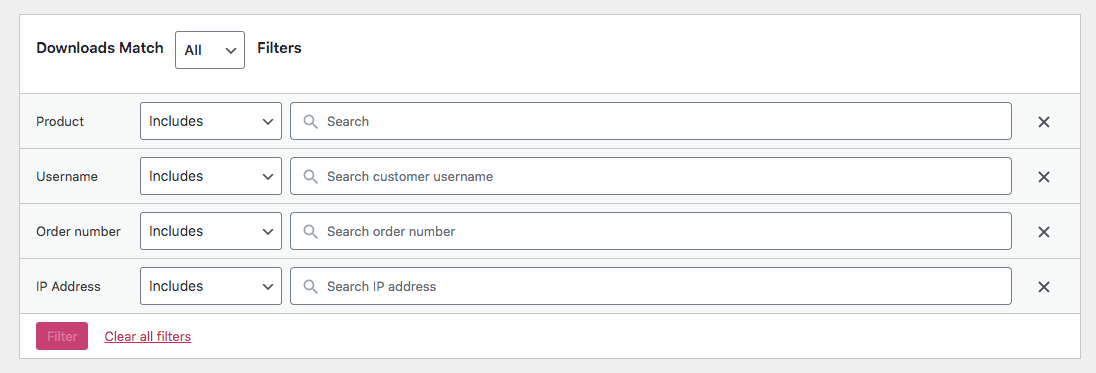 Downloads Match All Filters
Product Includes Search
Username Includes Search customer username
Order number Includes Search order number
IP Address Includes Search IP address
Filter Clear all filters